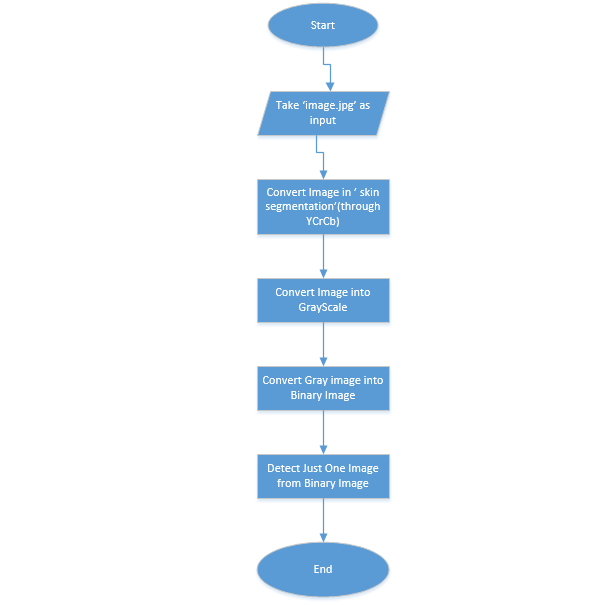 Start
Take ‘image.jpg’ as
input
Convert Image in ‘ skin
segmentation’(through
YCrCb)
Convert Image into
GrayScale
Convert Gray image into
Binary Image
Detect Just One Image
from Binary Image
End